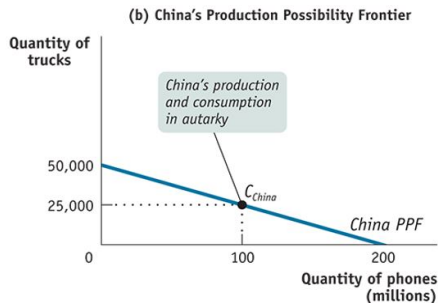 (b) China's Production Possibility Frontier
Quantity of
trucks
China's production
and consumption
in autarky
50,000
C China
25,000
China PPF
0
100
200
Quantity of phones
(millions)